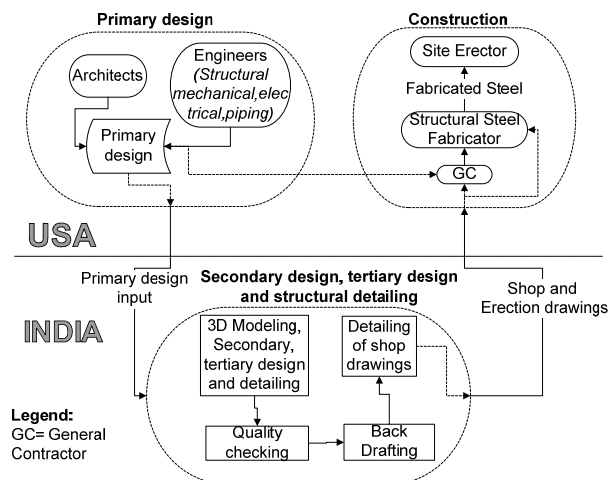 Primary design
Construction
Architects
Engineers
(Structural
mechanical,elec
trical,piping)
Primary
design
Site Erector
Fabricated Steel
Structural Steel
Fabricator
GC
USA
Primary design
input
Secondary design, tertiary design
and structural detailing
Shop and
Erection drawings
INDIA
3D Modeling,
Secondary,
tertiary design
and detailing
Detailing
of shop
drawings
Quality
checking
Back
Drafting
Legend:
GC= General
Contractor